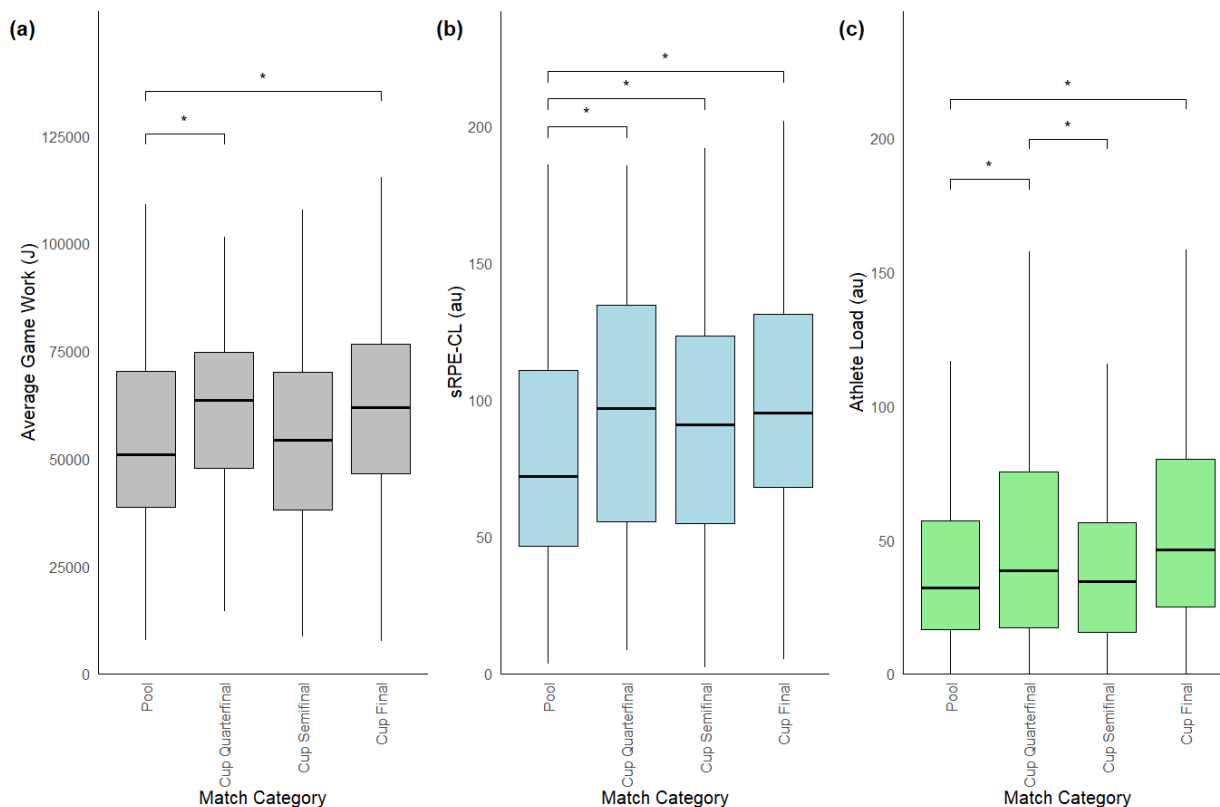 (a)
Average Game Work (J)
125000
100000
75000
50000
25000
0
*
*
Pool
Cup Quarterfinal
Cup Semifinal
Cup Final
Match Category
(b)
sRPE-CL (au)
200
150
100
50
0
*
*
*
Pool
Cup Quarterfinal
Cup Semifinal
Cup Final
Match Category
(c)
Athlete Load (au)
200
150
100
50
0
*
*
*
Pool
Cup Quarterfinal
Cup Semifinal
Cup Final
Match Category